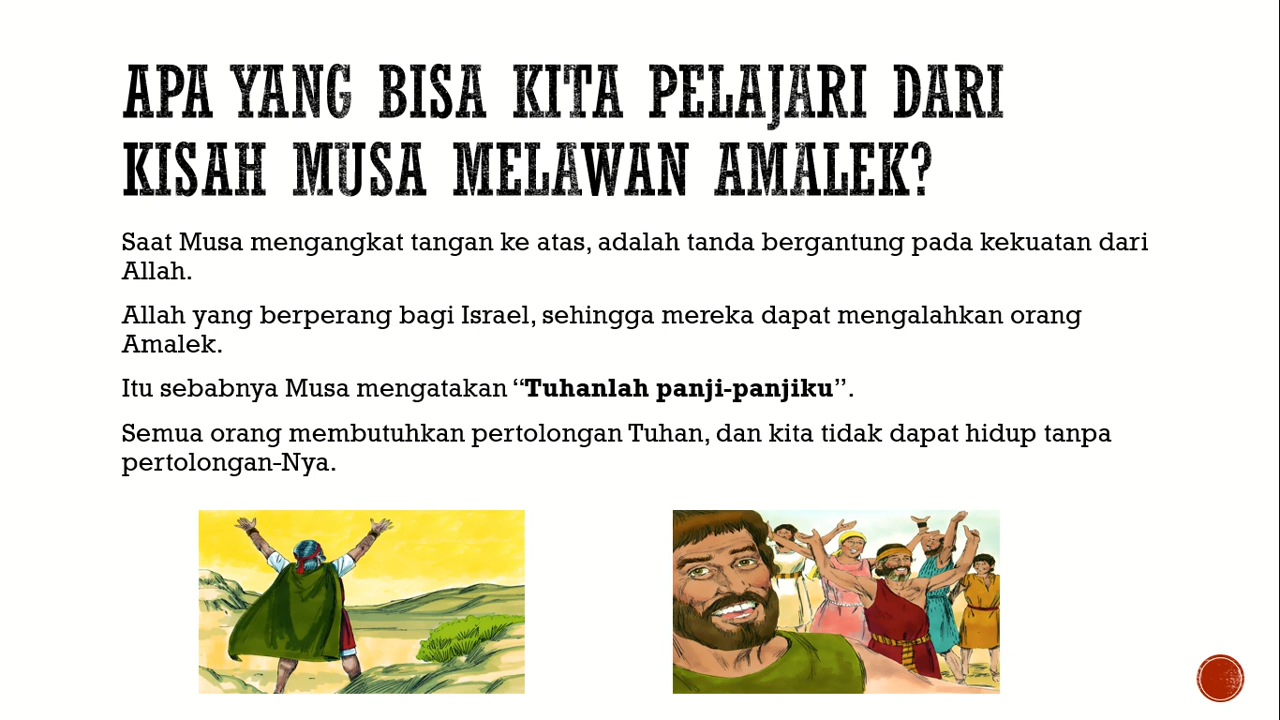 APA YANG BISA KITA PELAJARI DARI
KISAH MUSA MELAWAN AMALEK?
Saat Musa mengangkat tangan ke atas, adalah tanda bergantung pada kekuatan dari
Allah.
Allah yang berperang bagi Israel, sehingga mereka dapat mengalahkan orang
Amalek.
Itu sebabnya Musa mengatakan “Tuhanlah panji-panjiku”.
Semua orang membutuhkan pertolongan Tuhan, dan kita tidak dapat hidup tanpa
pertolongan-Nya.